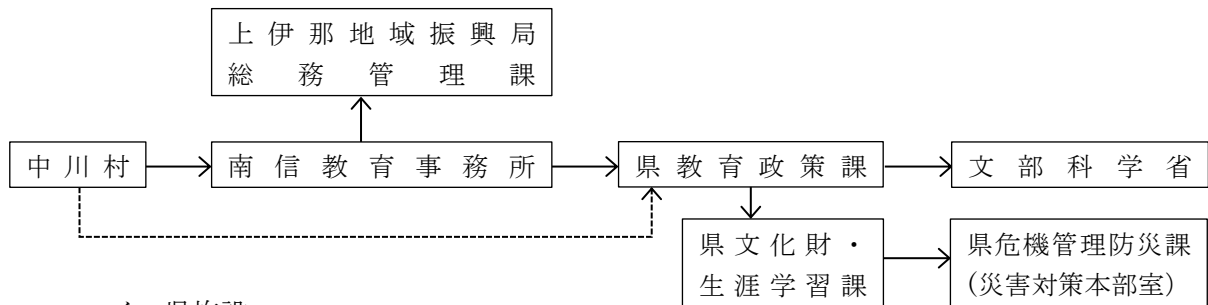 上伊那地域振興局
総務管理課
中川村
南信教育事務所
県教育政策課
文部科学省
県文化財・
生涯学習課
県危機管理防災課
(災害対策本部室)